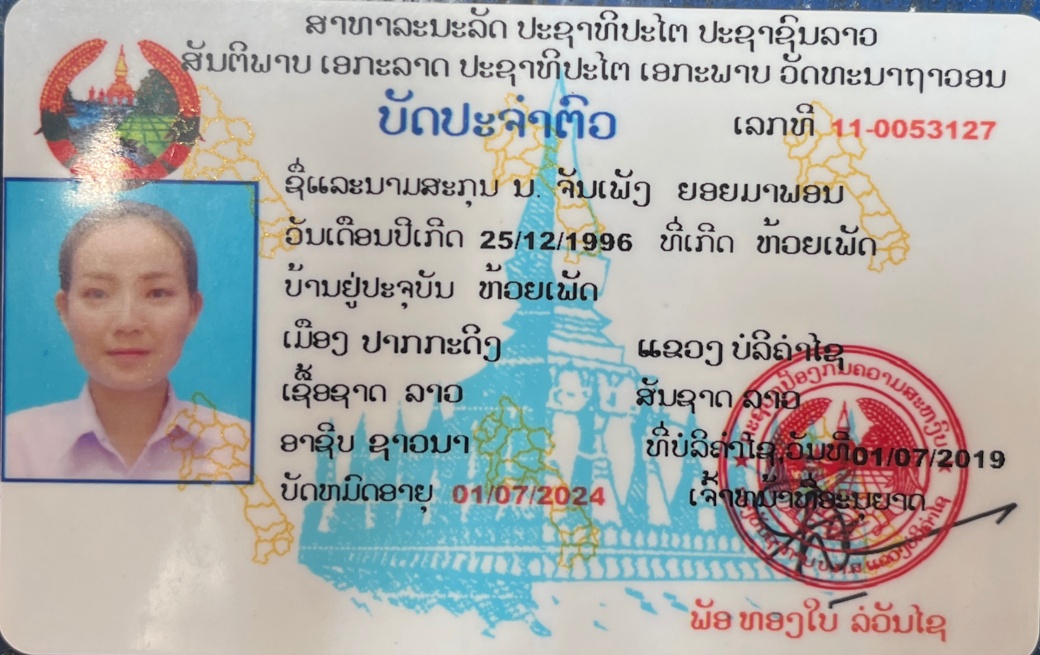 ສາທາລະນະລັດ ປະຊາທິປະໄຕ ປະຊາຊົນລາວ
ສັນຕິພາບ ເອກະລາດ ປະຊາທິປະໄຕ ເອກະພາບ ວັດທະນາຖາວອນ
ບັດປະຈຳຕົວ ເລກທີ 11-0053127
ຊື່ແລະນາມສະກຸນ ນ. ຈັນເພັງ ຍອຍມາພອນ
ວັນເດືອນປີເກີດ 25/12/1996 ທີ່ເກີດ ຫ້ວຍເພັດ
ບ້ານຢູ່ປະຈຸບັນ ຫ້ວຍເພັດ
ເມືອງ ປາກກະດິງ ແຂວງ ບໍລິຄຳໄຊ
ເຊື້ອຊາດ ລາວ ສັນຊາດ ລາວ
ອາຊີບ ຊາວນາ ທີ່ບໍລິຄຳໄຊ,ວັນທີ01/07/2019
ບັດຫມົດອາຍຸ 01/07/2024 ເຈົ້າຫນ້າທີ່ອະນຸຍາດ
ພັອ ທອງໃບ ລໍ່ວັນໄຊ